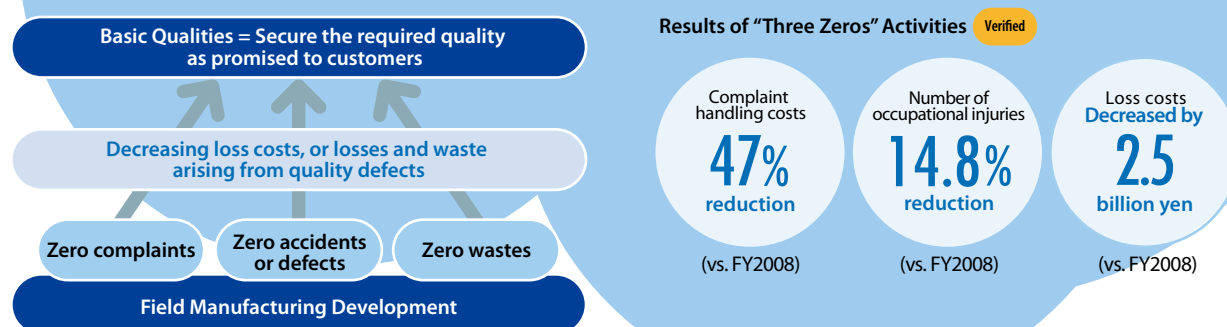 Basic Qualities = Secure the required quality
as promised to customers
Decreasing loss costs, or losses and waste
arising from quality defects
Zero complaints
Zero accidents
or defects
Zero wastes
Field Manufacturing Development
Results of “Three Zeros” Activities
Verified
Complaint
handling costs
47%
reduction
(vs. FY2008)
Number of
occupational injuries
14.8%
reduction
(vs. FY2008)
Loss costs
Decreased by
2.5
billion yen
(vs. FY2008)